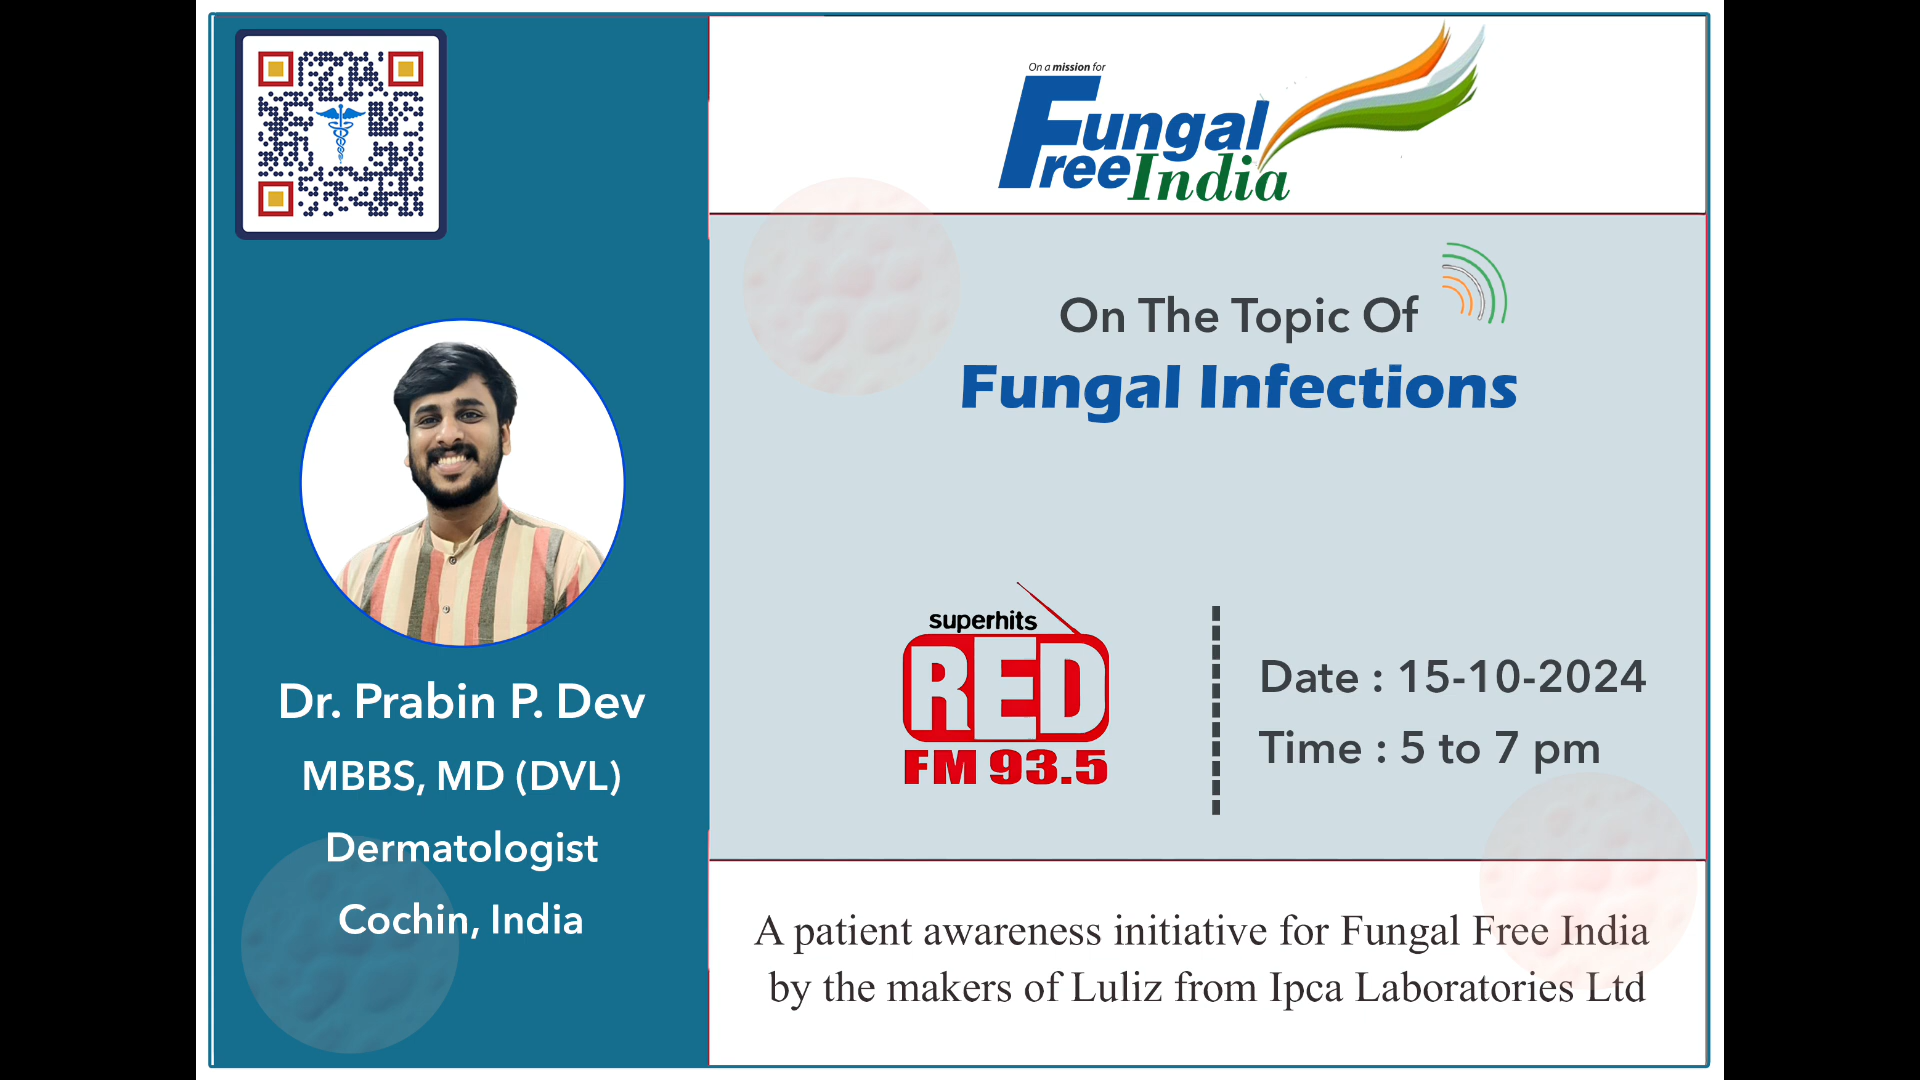 On a mission for
Fungal
Free India
On The Topic Of
Fungal Infections
superhits
RED
FM 93.5
Date : 15-10-2024
Time : 5 to 7 pm
Dr. Prabin P. Dev
MBBS, MD (DVL)
Dermatologist
Cochin, India
A patient awareness initiative for Fungal Free India
by the makers of Luliz from Ipca Laboratories Ltd